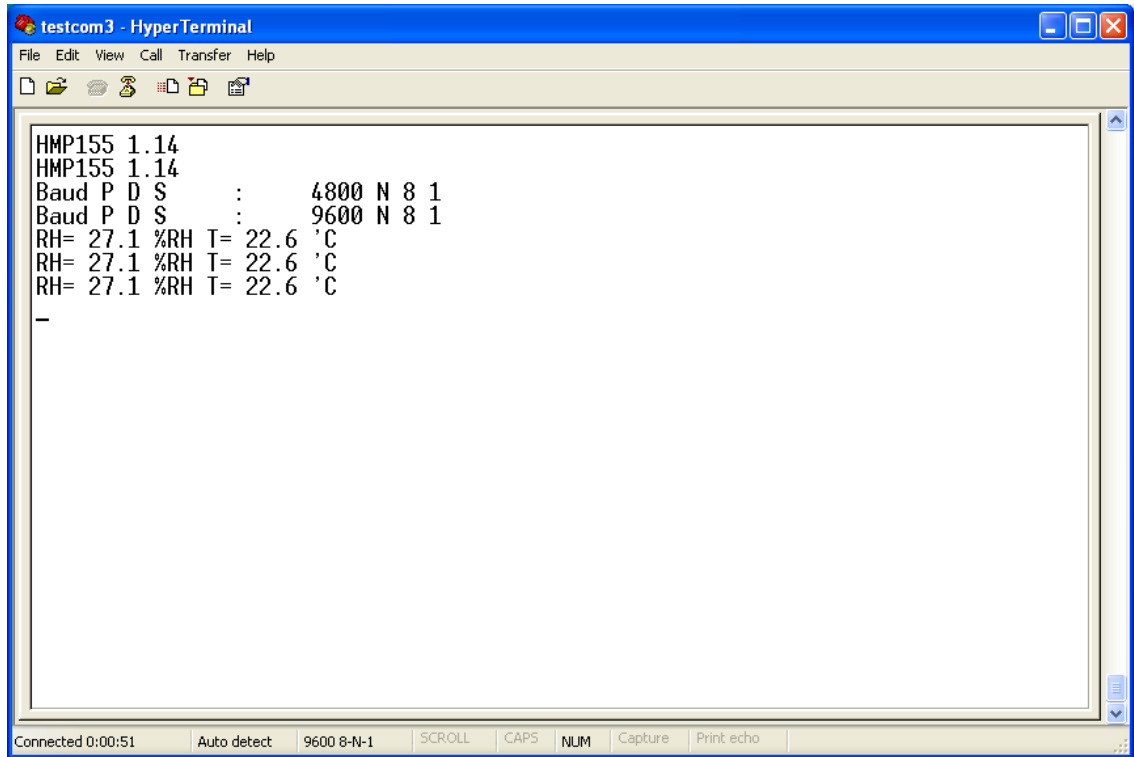 testcom3 - HyperTerminal
File Edit View Call Transfer Help
HMP155 1.14
HMP155 1.14
Baud P D S : 4800 N 8 1
Baud P D S : 9600 N 8 1
RH= 27.1 %RH T= 22.6 'C
RH= 27.1 %RH T= 22.6 'C
RH= 27.1 %RH T= 22.6 'C
Connected 0:00:51 Auto detect 9600 8-N-1 SCROLL CAPS NUM Capture Print echo